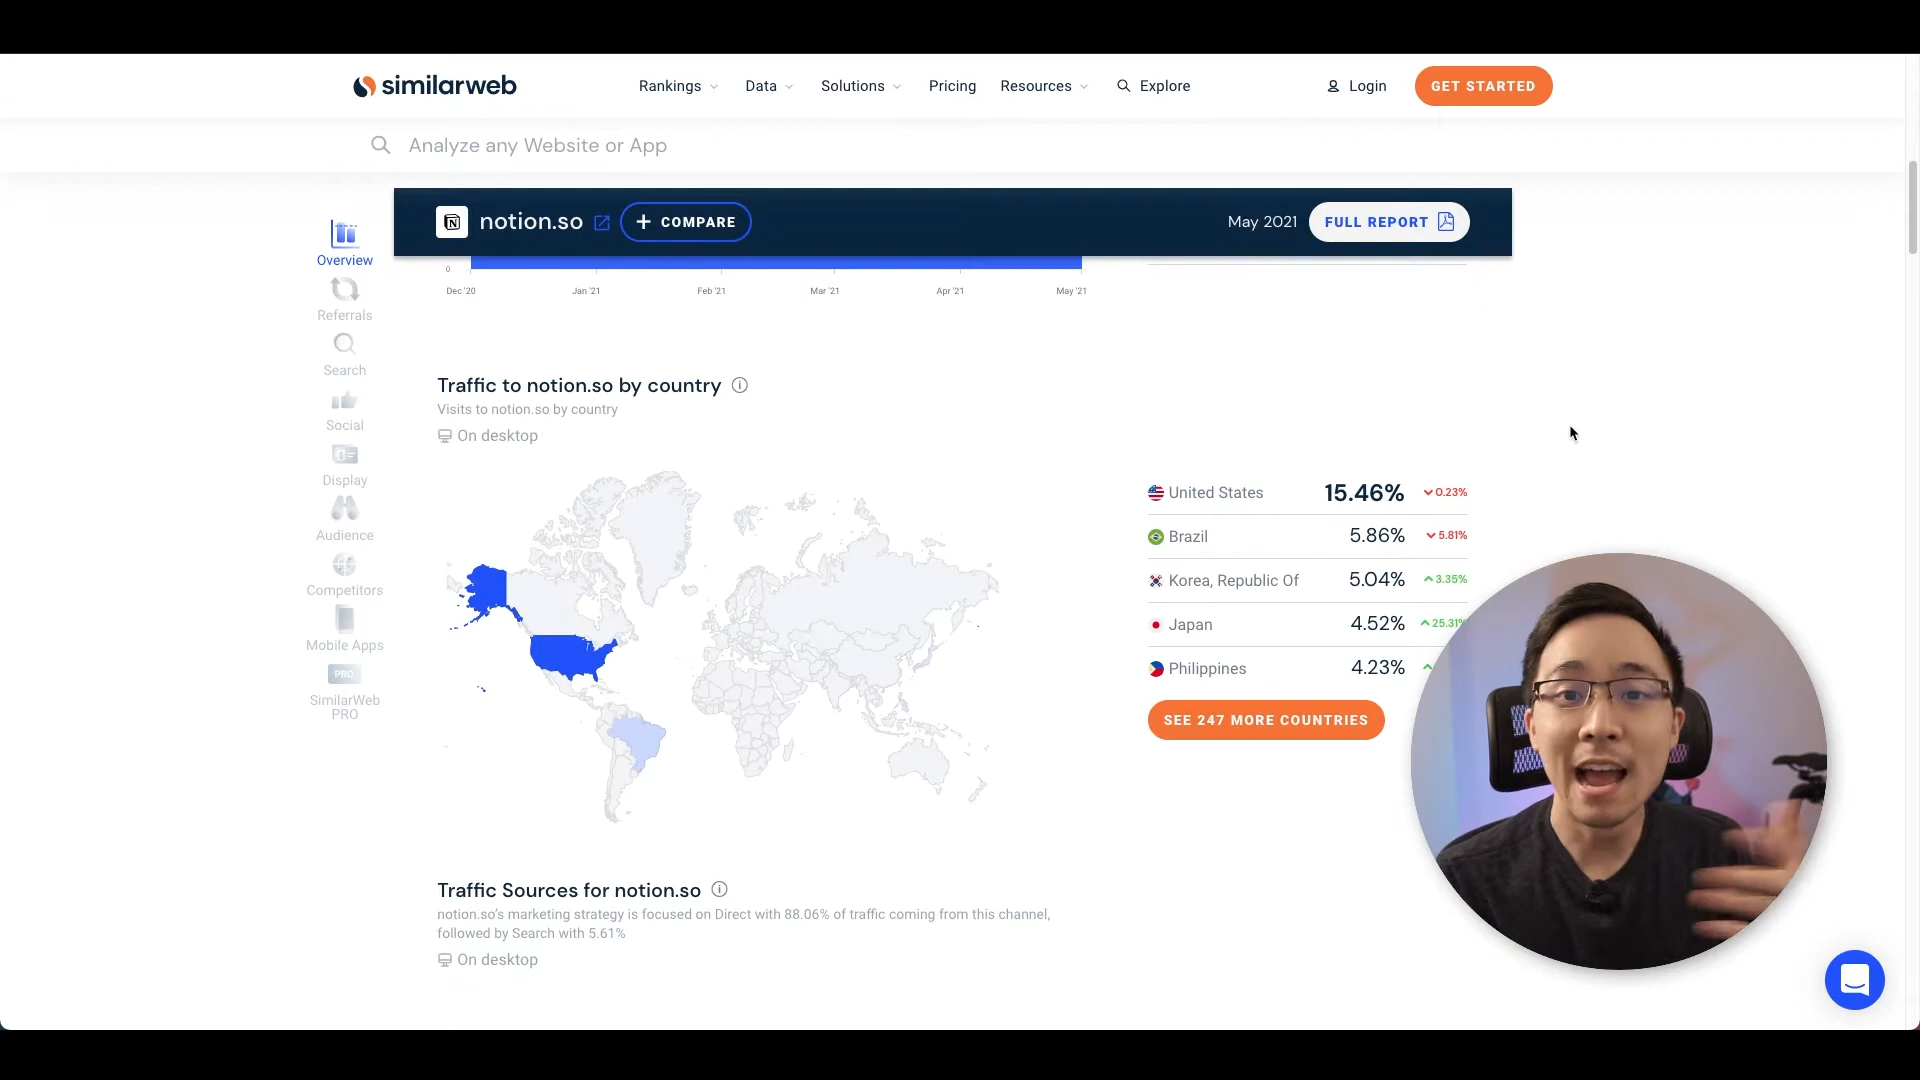 similarweb
Rankings
Data
Solutions
Pricing
Resources
Explore
Login
GET STARTED
Analyze any Website or App
notion.so
+ COMPARE
May 2021
FULL REPORT
Overview
Referrals
Search
Social
Display
Audience
Competitors
Mobile Apps
PRO
SimilarWeb
PRO
0
Dec '20
Jan '21
Feb '21
Mar '21
Apr '21
May '21
Traffic to notion.so by country
Visits to notion.so by country
On desktop
United States 15.46% 0.23%
Brazil 5.86% 5.81%
Korea, Republic Of 5.04% 3.35%
Japan 4.52% 25.31%
Philippines 4.23%
SEE 247 MORE COUNTRIES
Traffic Sources for notion.so
notion.so's marketing strategy is focused on Direct with 88.06% of traffic coming from this channel,
followed by Search with 5.61%
On desktop